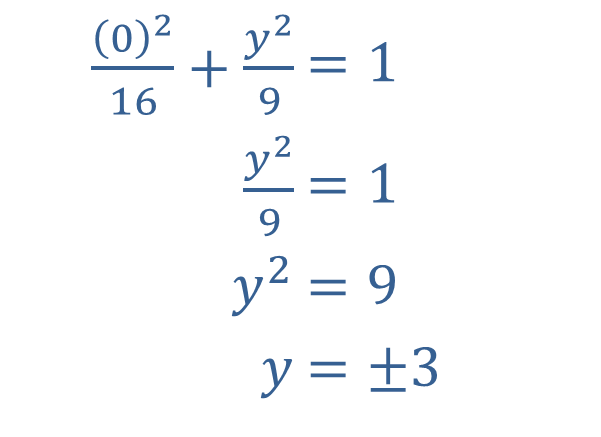 (0)²/16 + y²/9 = 1
y²/9 = 1
y² = 9
y = ±3